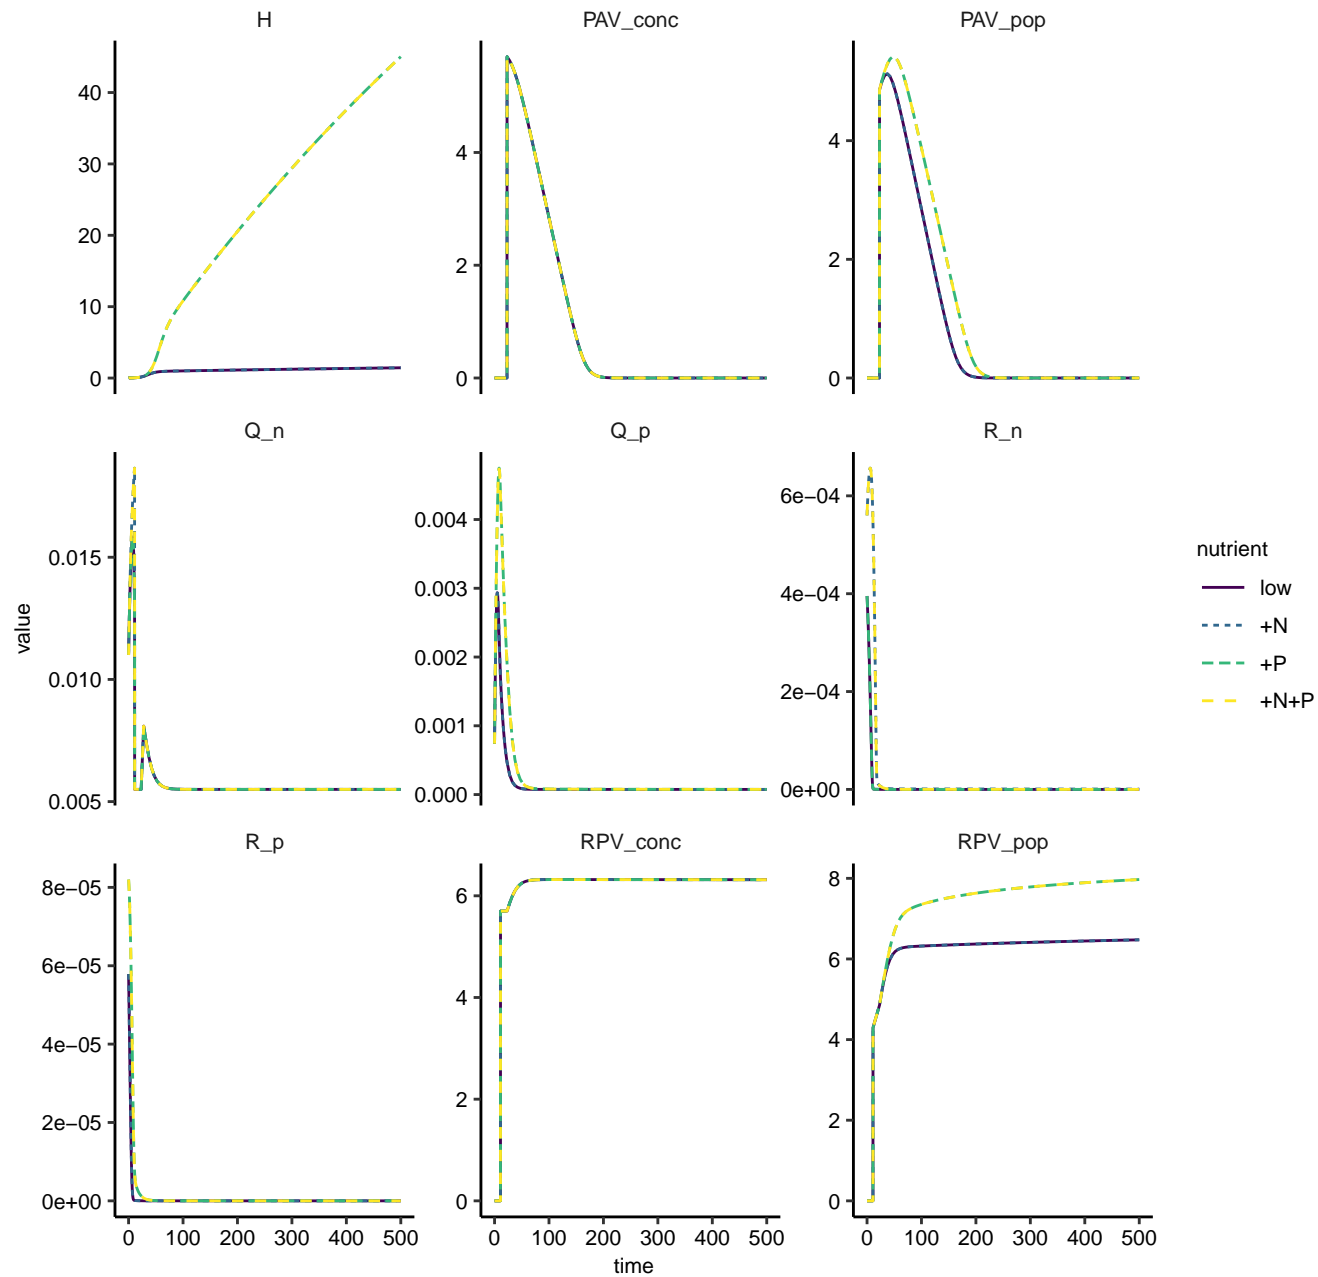 H
PAV_conc
PAV_pop
40
30
20
10
0
4
2
0
4
2
0
Q_n
Q_p
R_n
0.015
0.010
0.005
0.004
0.003
0.002
0.001
0.000
6e−04
4e−04
2e−04
0e+00
R_p
RPV_conc
RPV_pop
8e−05
6e−05
4e−05
2e−05
0e+00
6
4
2
0
8
6
4
2
0
0 100 200 300 400 500
0 100 200 300 400 500
0 100 200 300 400 500
time
value
nutrient
low
+N
+P
+N+P